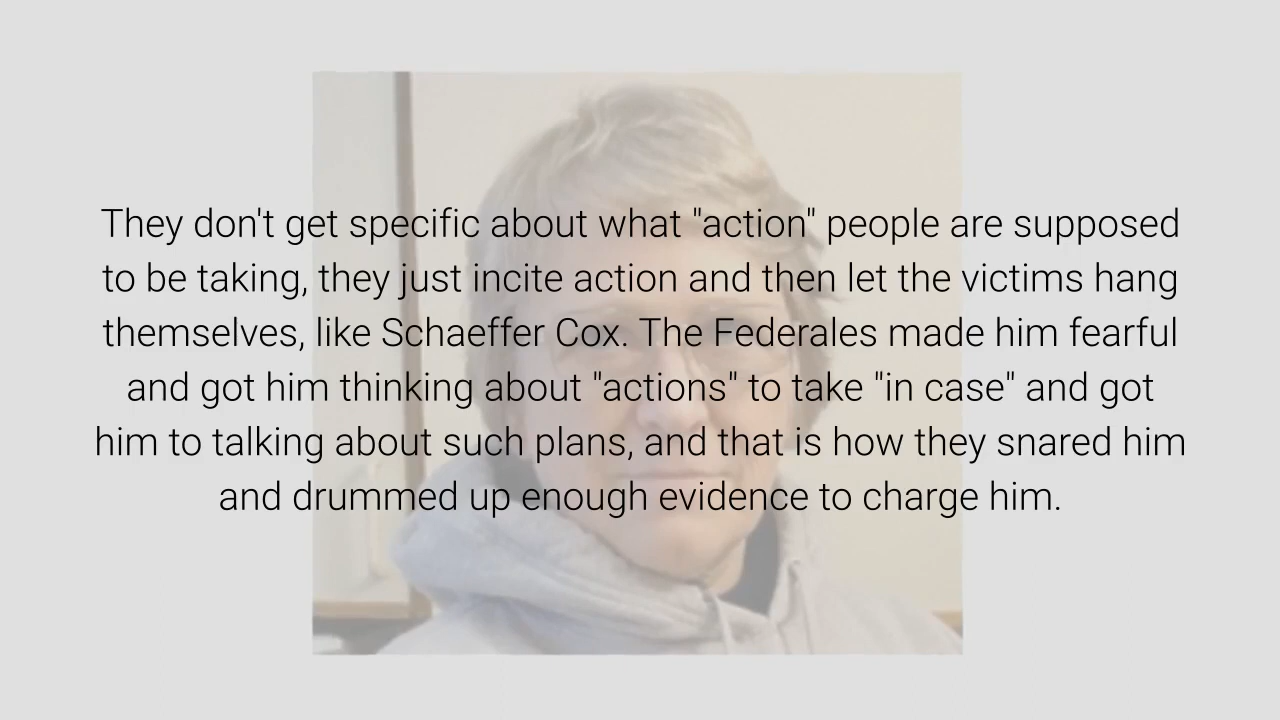 They don't get specific about what "action" people are supposed
to be taking, they just incite action and then let the victims hang
themselves, like Schaeffer Cox. The Federales made him fearful
and got him thinking about "actions" to take "in case" and got
him to talking about such plans, and that is how they snared him
and drummed up enough evidence to charge him.